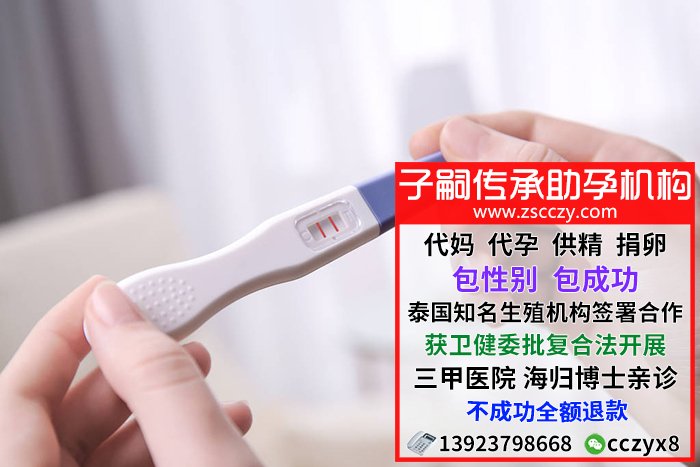 子嗣传承助孕机构
www.zscczy.com
代妈 代孕 供精 捐卵
包性别 包成功
泰国知名生殖机构签署合作
获卫健委批复合法开展
三甲医院 海归博士亲诊
不成功全额退款
13923798668 cczyx8